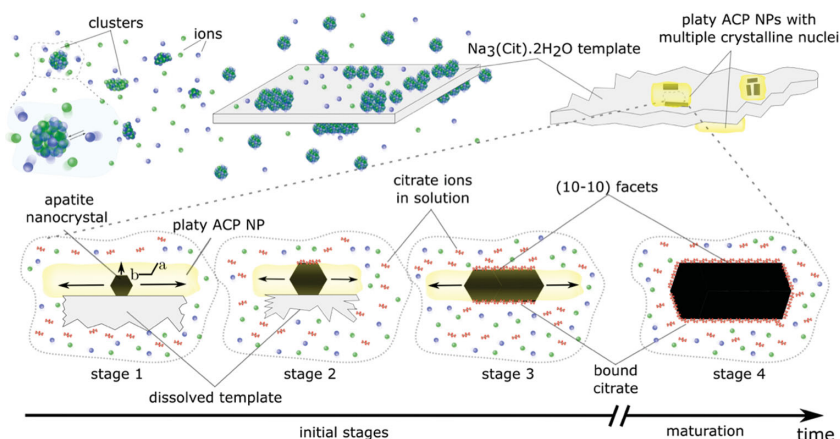 clusters
ions
Na3(Cit).2H2O template
platy ACP NPs with
multiple crystalline nuclei
apatite
nanocrystal
platy ACP NP
citrate ions
in solution
(10-10) facets
b
a
stage 1
stage 2
stage 3
stage 4
dissolved template
bound
citrate
initial stages
maturation
time